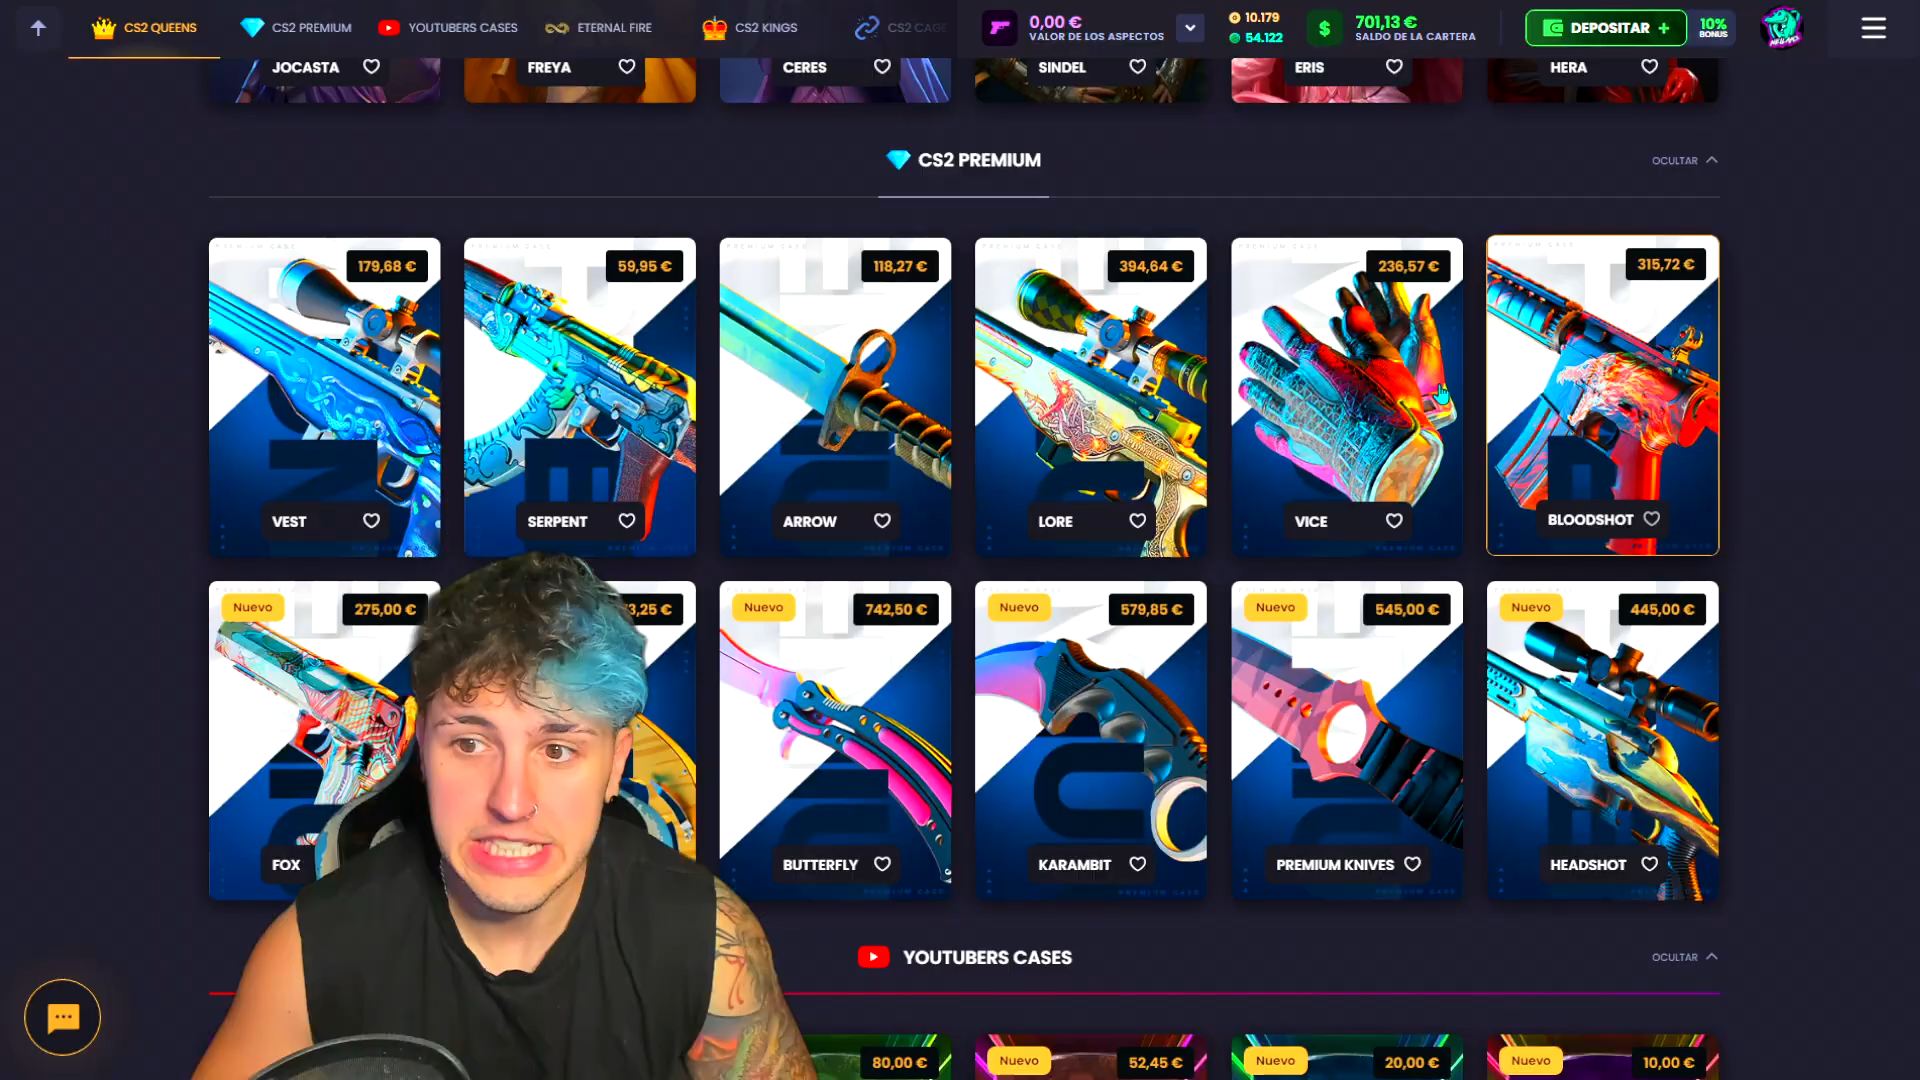 CS2 QUEENS
CS2 PREMIUM
YOUTUBERS CASES
ETERNAL FIRE
CS2 KINGS
CS2 CAGE
0,00 €
VALOR DE LOS ASPECTOS
10.179
54.122
701,13 €
SALDO DE LA CARTERA
DEPOSITAR +
10%
BONUS
JOCASTA
FREYA
CERES
SINDEL
ERIS
HERA
CS2 PREMIUM
OCULTAR
179,68 €
59,95 €
118,27 €
394,64 €
236,57 €
315,72 €
VEST
SERPENT
ARROW
LORE
VICE
BLOODSHOT
Nuevo
275,00 €
3,25 €
Nuevo
742,50 €
Nuevo
579,85 €
Nuevo
545,00 €
Nuevo
445,00 €
FOX
BUTTERFLY
KARAMBIT
PREMIUM KNIVES
HEADSHOT
YOUTUBERS CASES
OCULTAR
80,00 €
Nuevo
52,45 €
Nuevo
20,00 €
Nuevo
10,00 €